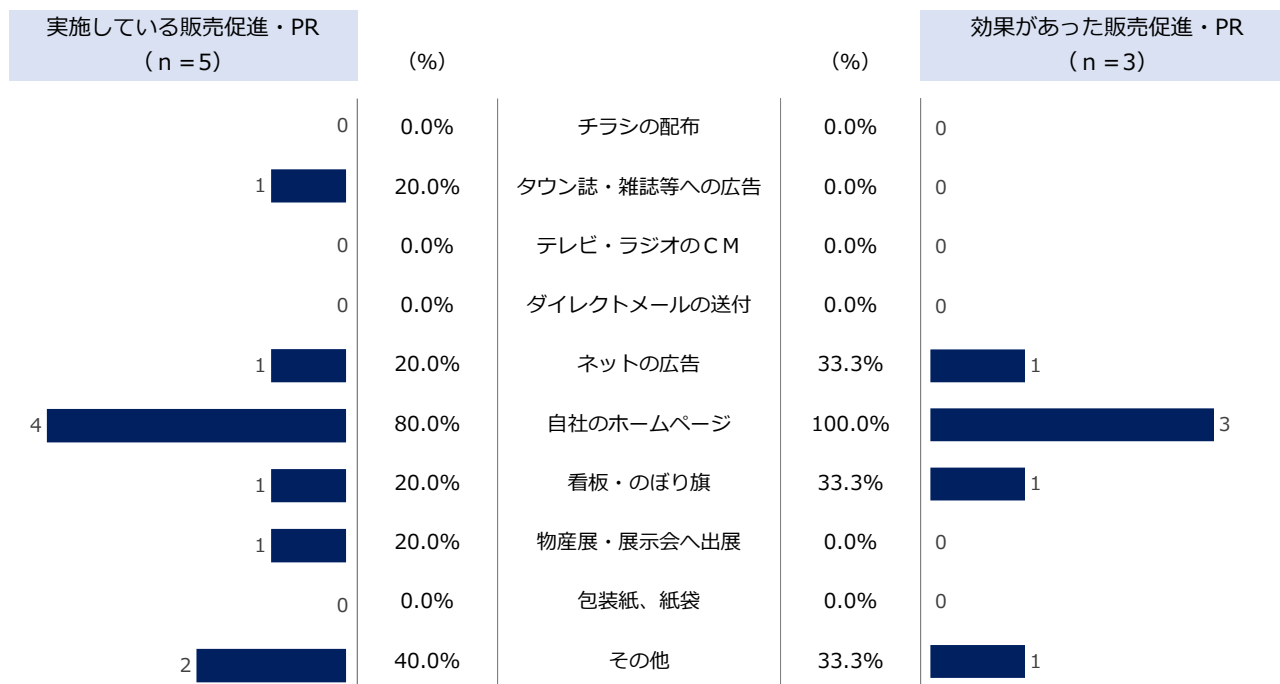 実施している販売促進・PR
（ｎ＝5）
（%）
（%）
効果があった販売促進・PR
（ｎ＝3）
0 0.0% チラシの配布 0.0% 0
1 20.0% タウン誌・雑誌等への広告 0.0% 0
0 0.0% テレビ・ラジオのＣＭ 0.0% 0
0 0.0% ダイレクトメールの送付 0.0% 0
1 20.0% ネットの広告 33.3% 1
4 80.0% 自社のホームページ 100.0% 3
1 20.0% 看板・のぼり旗 33.3% 1
1 20.0% 物産展・展示会へ出展 0.0% 0
0 0.0% 包装紙、紙袋 0.0% 0
2 40.0% その他 33.3% 1